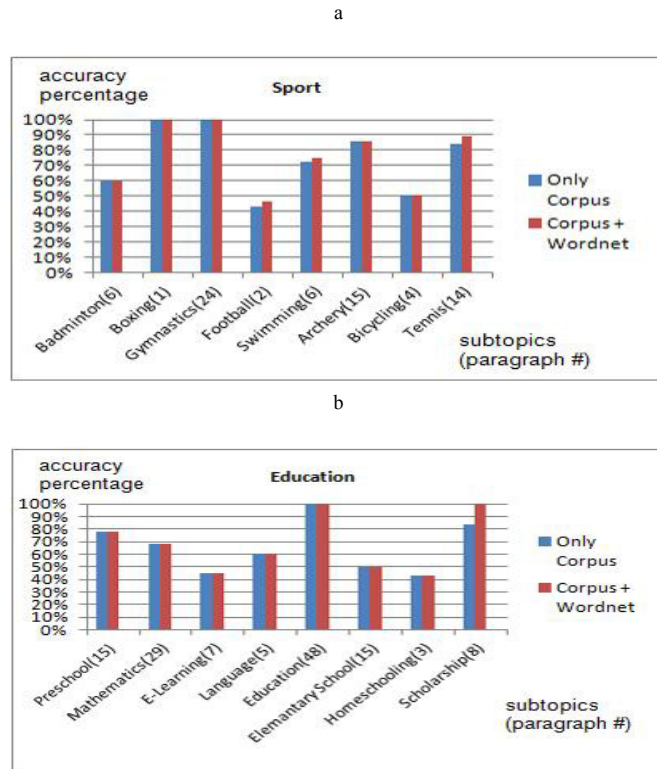 a
accuracy
percentage
Sport
100%
90%
80%
70%
60%
50%
40%
30%
20%
10%
0%
Only
Corpus
Corpus +
Wordnet
Badminton(6)
Boxing(1)
Gymnastics(24)
Football(2)
Swimming(6)
Archery(15)
Bicycling(4)
Tennis(14)
subtopics
(paragraph #)
b
accuracy
percentage
Education
100%
90%
80%
70%
60%
50%
40%
30%
20%
10%
0%
Only
Corpus
Corpus +
Wordnet
Preschool(15)
Mathematics(29)
E-Learning(7)
Language(5)
Education(48)
Elemantary School(15)
Homeschooling(3)
Scholarship(8)
subtopics
(paragraph #)